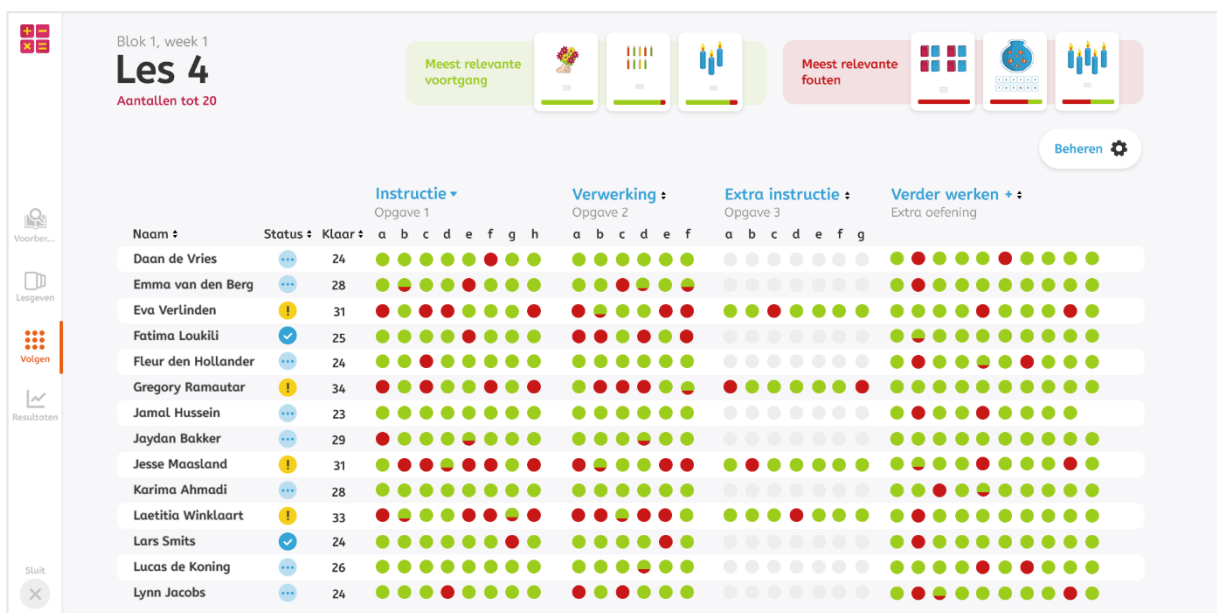 Blok 1, week 1
Les 4
Aantallen tot 20
Meest relevante
voortgang
Meest relevante
fouten
Beheren
Voorber...
Lesgeven
Volgen
Resultaten
Sluit
Instructie Verwerking Extra instructie Verder werken +
Opgave 1 Opgave 2 Opgave 3 Extra oefening
Naam Status Klaar a b c d e f g h a b c d e f a b c d e f g
Daan de Vries 24
Emma van den Berg 28
Eva Verlinden ! 31
Fatima Loukili 25
Fleur den Hollander 24
Gregory Ramautar ! 34
Jamal Hussein 23
Jaydan Bakker 29
Jesse Maasland ! 31
Karima Ahmadi 28
Laetitia Winklaart ! 33
Lars Smits 24
Lucas de Koning 26
Lynn Jacobs 24